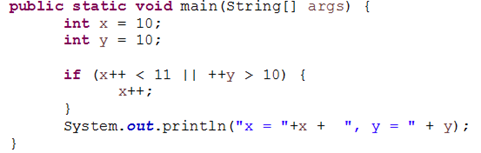 public static void main(String[] args) {
int x = 10;
int y = 10;
if (x++ < 11 || ++y > 10) {
x++;
}
System.out.println("x = "+x +  ", y = " + y);
}